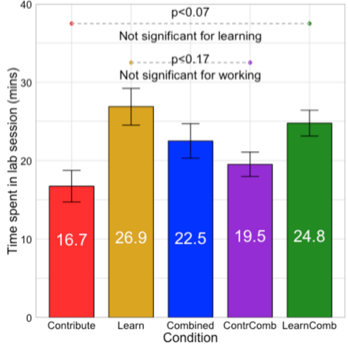 40
p<0.07
Not significant for learning
p<0.17
Not significant for working
30
20
10
0
Time spent in lab session (mins)
16.7 26.9 22.5 19.5 24.8
Contribute Learn Combined ContrComb LearnComb
Condition